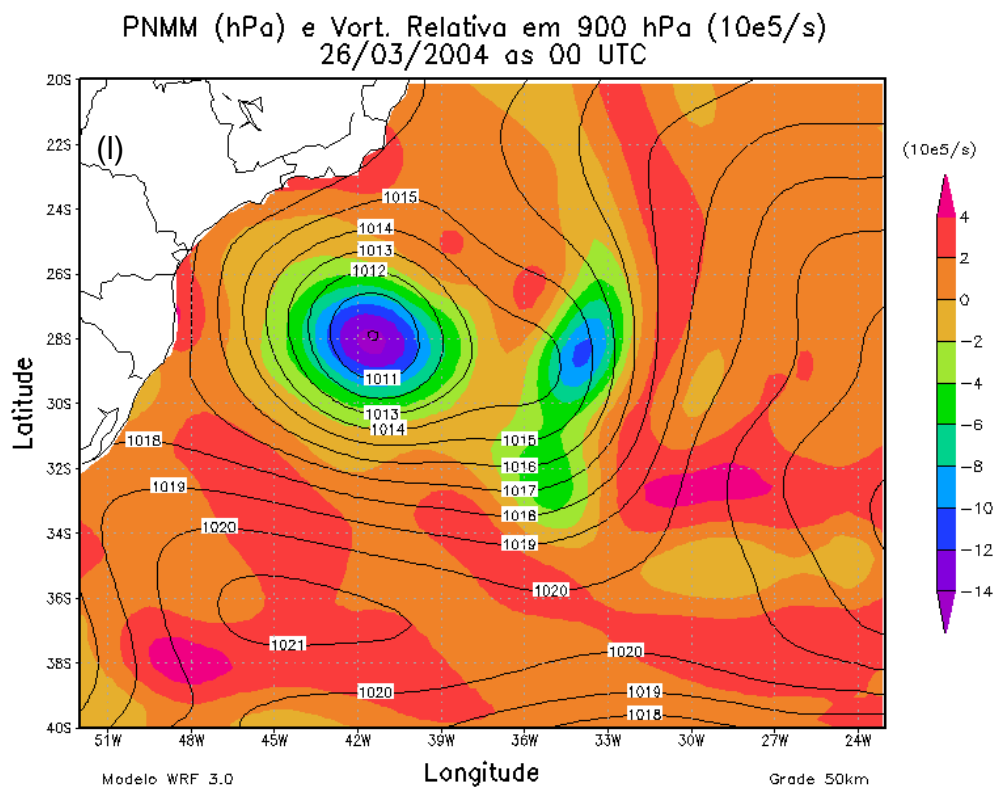 PNMM (hPa) e Vort. Relativa em 900 hPa (10e5/s)
26/03/2004 as 00 UTC
(l)
20S
22S
24S
26S
28S
30S
32S
34S
36S
38S
40S
Latitude
1015
1014
1013
1012
1011
1013
1014
1015
1016
1017
1018
1019
1018
1019
1020
1020
1021
1020
1020
1019
1018
51W 48W 45W 42W 39W 36W 33W 30W 27W 24W
Longitude
(10e5/s)
4
2
0
-2
-4
-6
-8
-10
-12
-14
Modelo WRF 3.0
Grade 50km